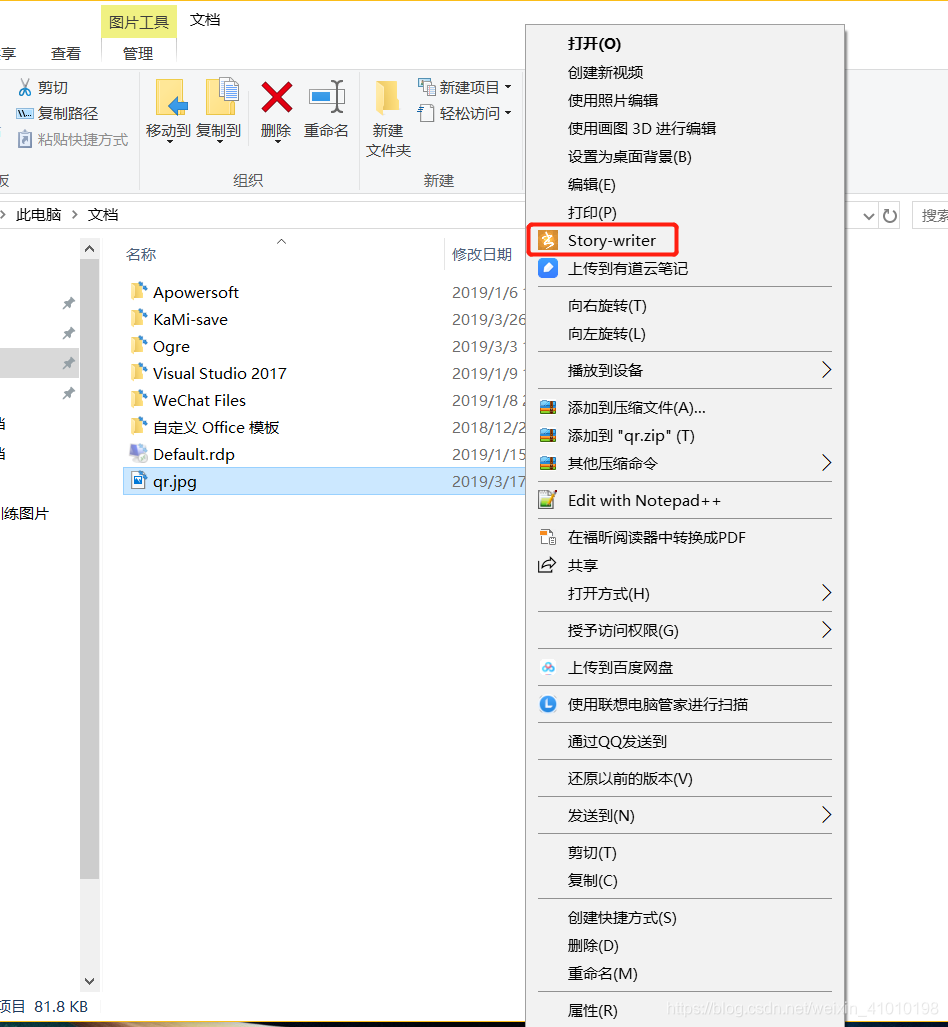 图片工具 文档
享 查看 管理
剪切
复制路径
粘贴快捷方式
移动到 复制到 删除 重命名
新建
文件夹
新建项目
轻松访问
板 组织 新建
此电脑 文档
搜索
名称 修改日期
Apowersoft 2019/1/6
KaMi-save 2019/3/26
Ogre 2019/3/3
Visual Studio 2017 2019/1/9
WeChat Files 2019/1/8
自定义 Office 模板 2018/12/2
Default.rdp 2019/1/15
qr.jpg 2019/3/17
档
档
训练图片
项目 81.8 KB
打开(O)
创建新视频
使用照片编辑
使用画图 3D 进行编辑
设置为桌面背景(B)
编辑(E)
打印(P)
Story-writer
上传到有道云笔记
向右旋转(T)
向左旋转(L)
播放到设备
添加到压缩文件(A)...
添加到 "qr.zip" (T)
其他压缩命令
Edit with Notepad++
在福昕阅读器中转换成PDF
共享
打开方式(H)
授予访问权限(G)
上传到百度网盘
使用联想电脑管家进行扫描
通过QQ发送到
还原以前的版本(V)
发送到(N)
剪切(T)
复制(C)
创建快捷方式(S)
删除(D)
重命名(M)
属性(R)
https://blog.csdn.net/weixin_41010198